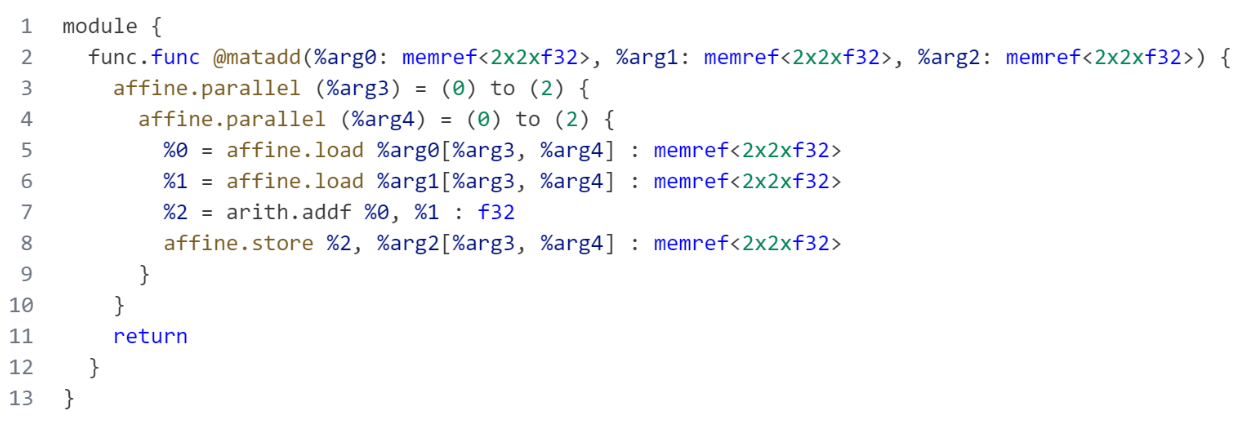 1 module {
2   func.func @matadd(%arg0: memref<2x2xf32>, %arg1: memref<2x2xf32>, %arg2: memref<2x2xf32>) {
3     affine.parallel (%arg3) = (0) to (2) {
4       affine.parallel (%arg4) = (0) to (2) {
5         %0 = affine.load %arg0[%arg3, %arg4] : memref<2x2xf32>
6         %1 = affine.load %arg1[%arg3, %arg4] : memref<2x2xf32>
7         %2 = arith.addf %0, %1 : f32
8         affine.store %2, %arg2[%arg3, %arg4] : memref<2x2xf32>
9       }
10     }
11     return
12   }
13 }